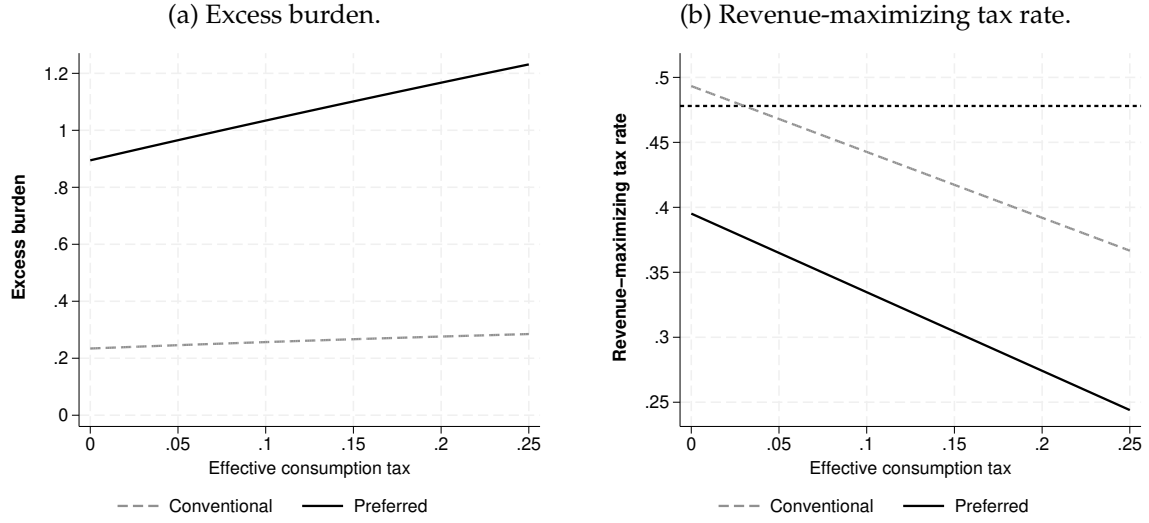 (a) Excess burden.
Excess burden
1.2
1
.8
.6
.4
.2
0
0 .05 .1 .15 .2 .25
Effective consumption tax
Conventional Preferred
(b) Revenue-maximizing tax rate.
Revenue−maximizing tax rate
.5
.45
.4
.35
.3
.25
0 .05 .1 .15 .2 .25
Effective consumption tax
Conventional Preferred